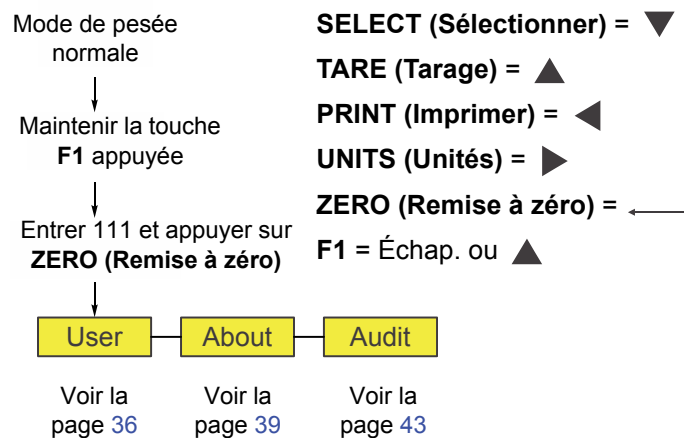 Mode de pesée
normale
Maintenir la touche
F1 appuyée
Entrer 111 et appuyer sur
ZERO (Remise à zéro)
SELECT (Sélectionner) = ▼
TARE (Tarage) = ▲
PRINT (Imprimer) = ◀
UNITS (Unités) = ▶
ZERO (Remise à zéro) = ←
F1 = Échap. ou ▲
User
About
Audit
Voir la
page 36
Voir la
page 39
Voir la
page 43